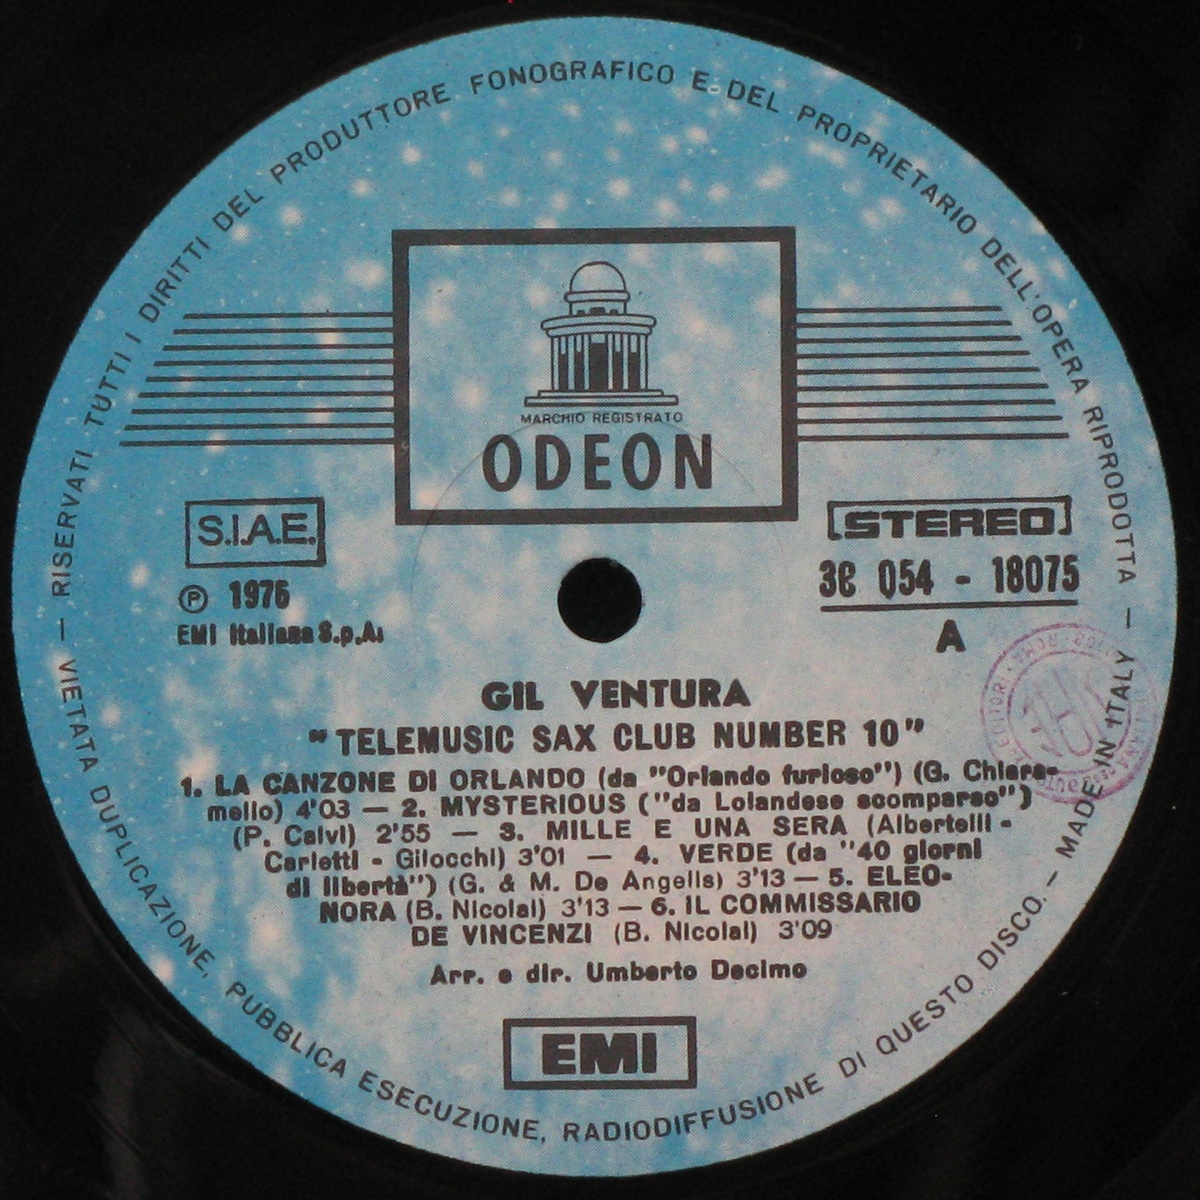 RISERVATI TUTTI I DIRITTI DEL PRODUTTORE FONOGRAFICO E DEL PROPRIETARIO DELL'OPERA RIPRODOTTA —
MARCHIO REGISTRATO
ODEON
S.I.A.E.
STEREO
Ⓟ 1975
EMI Italiana S.p.A.
3C 054 - 18075
A
GIL VENTURA
"TELEMUSIC SAX CLUB NUMBER 10"
1. LA CANZONE DI ORLANDO (da "Orlando furioso") (G. Chiara-
mello) 4'03 — 2. MYSTERIOUS ("da Lolandese scomparso")
(P. Calvi) 2'55 — 3. MILLE E UNA SERA (Albertelli -
Carletti - Gilocchi) 3'01 — 4. VERDE (da "40 giorni
di libertà") (G. & M. De Angelis) 3'13 — 5. ELEO-
NORA (B. Nicolai) 3'13 — 6. IL COMMISSARIO
DE VINCENZI (B. Nicolai) 3'09
Arr. e dir. Umberto Decimo
EMI
— VIETATA DUPLICAZIONE, PUBBLICA ESECUZIONE, RADIODIFFUSIONE DI QUESTO DISCO. — MADE IN ITALY —